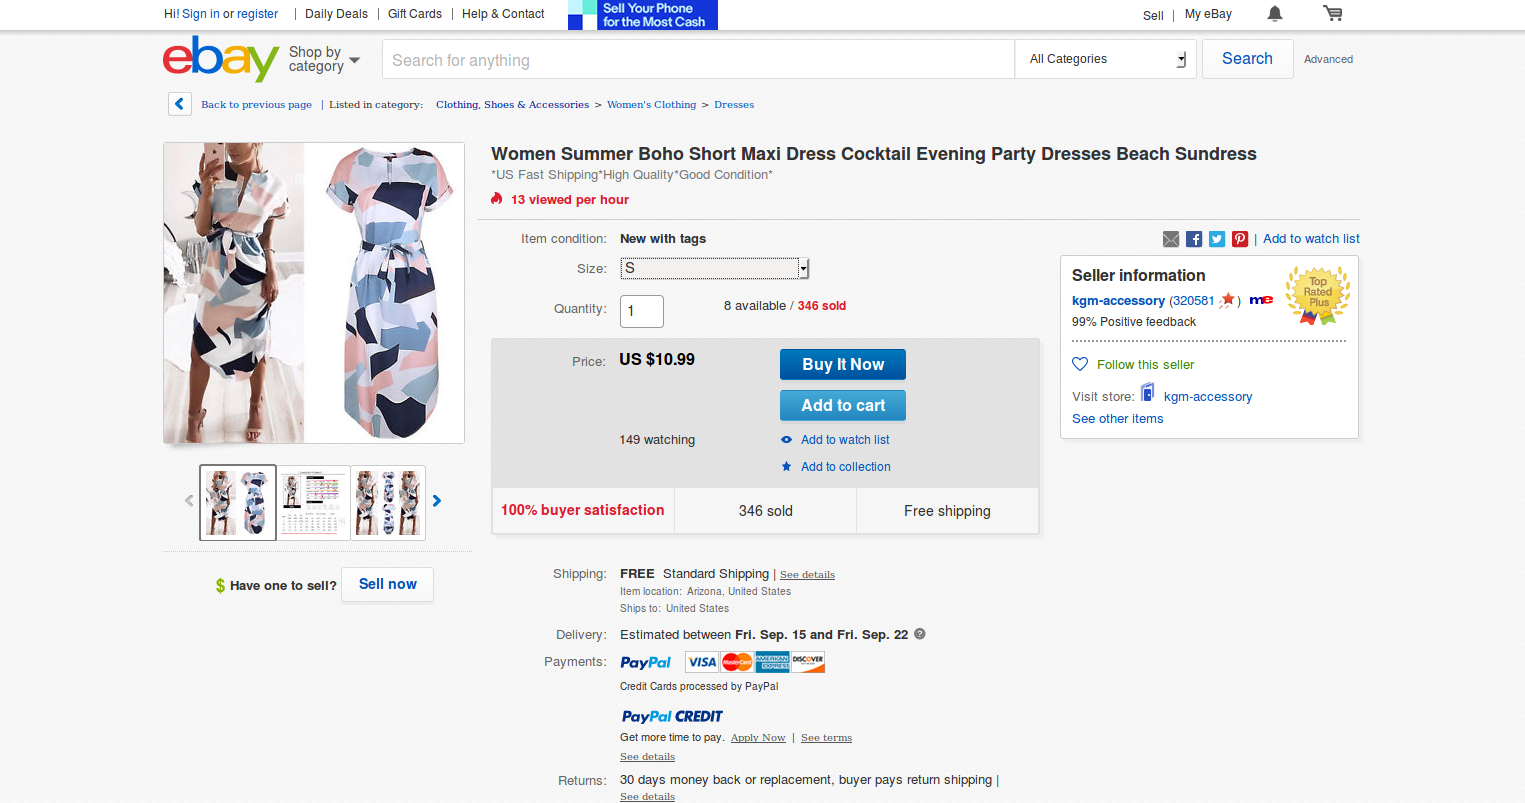 Hi! Sign in or register | Daily Deals | Gift Cards | Help & Contact
Sell Your Phone
for the Most Cash
Sell | My eBay
ebay
Shop by
category
Search for anything
All Categories
Search
Advanced
Back to previous page | Listed in category: Clothing, Shoes & Accessories > Women's Clothing > Dresses
Women Summer Boho Short Maxi Dress Cocktail Evening Party Dresses Beach Sundress
*US Fast Shipping*High Quality*Good Condition*
13 viewed per hour
Item condition: New with tags
| Add to watch list
Size: S
Quantity: 1
8 available / 346 sold
Price: US $10.99
Buy It Now
Add to cart
149 watching
Add to watch list
Add to collection
100% buyer satisfaction
346 sold
Free shipping
Seller information
kgm-accessory (320581 ) me
99% Positive feedback
Top
Rated
Plus
Follow this seller
Visit store: kgm-accessory
See other items
$ Have one to sell? Sell now
Shipping: FREE Standard Shipping | See details
Item location: Arizona, United States
Ships to: United States
Delivery: Estimated between Fri. Sep. 15 and Fri. Sep. 22 ?
Payments: PayPal VISA MasterCard AMERICAN EXPRESS DISCOVER
Credit Cards processed by PayPal
PayPal CREDIT
Get more time to pay. Apply Now | See terms
See details
Returns: 30 days money back or replacement, buyer pays return shipping |
See details